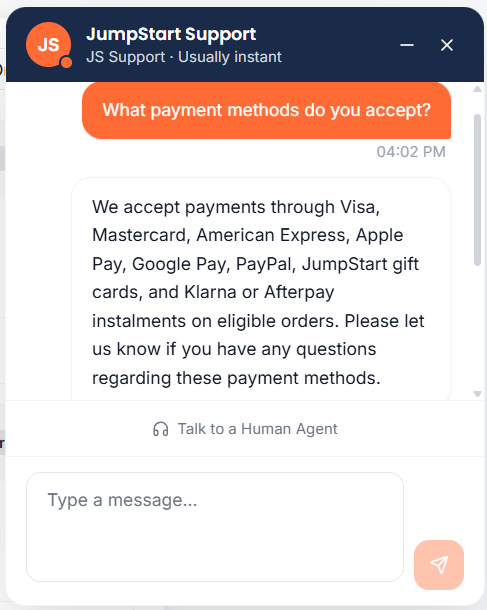 JS
JumpStart Support
JS Support · Usually instant
What payment methods do you accept?
04:02 PM
We accept payments through Visa,
Mastercard, American Express, Apple
Pay, Google Pay, PayPal, JumpStart gift
cards, and Klarna or Afterpay
instalments on eligible orders. Please let
us know if you have any questions
regarding these payment methods.
Talk to a Human Agent
Type a message...